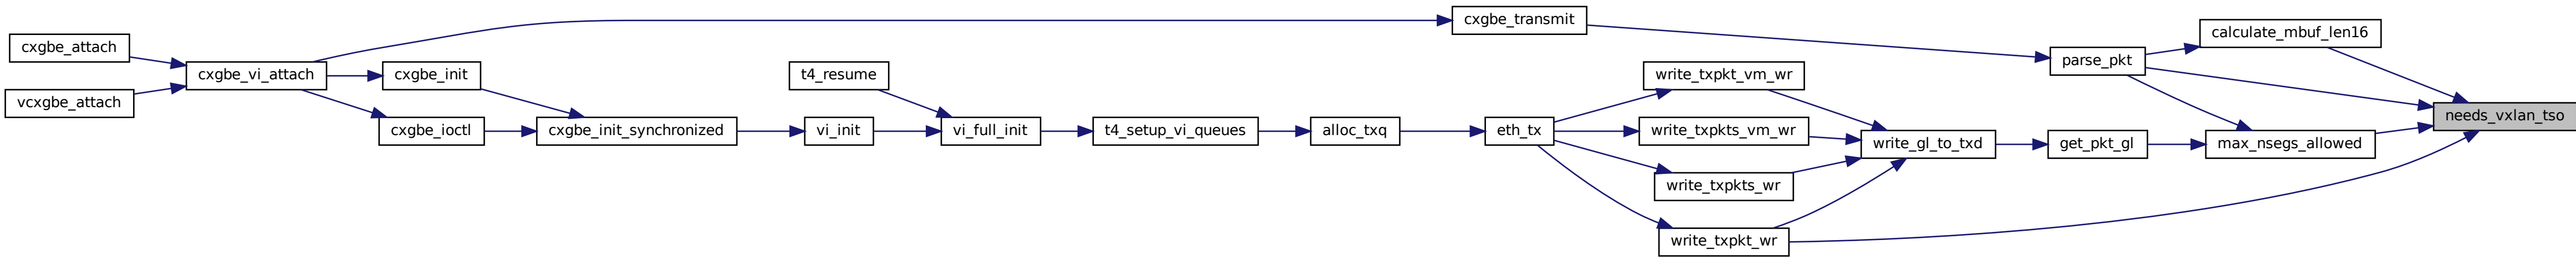 cxgbe_attach
vcxgbe_attach
cxgbe_vi_attach
cxgbe_init
cxgbe_ioctl
cxgbe_init_synchronized
t4_resume
vi_init
vi_full_init
t4_setup_vi_queues
alloc_txq
cxgbe_transmit
eth_tx
write_txpkt_vm_wr
write_txpkts_vm_wr
write_txpkts_wr
write_txpkt_wr
write_gl_to_txd
parse_pkt
get_pkt_gl
calculate_mbuf_len16
max_nsegs_allowed
needs_vxlan_tso